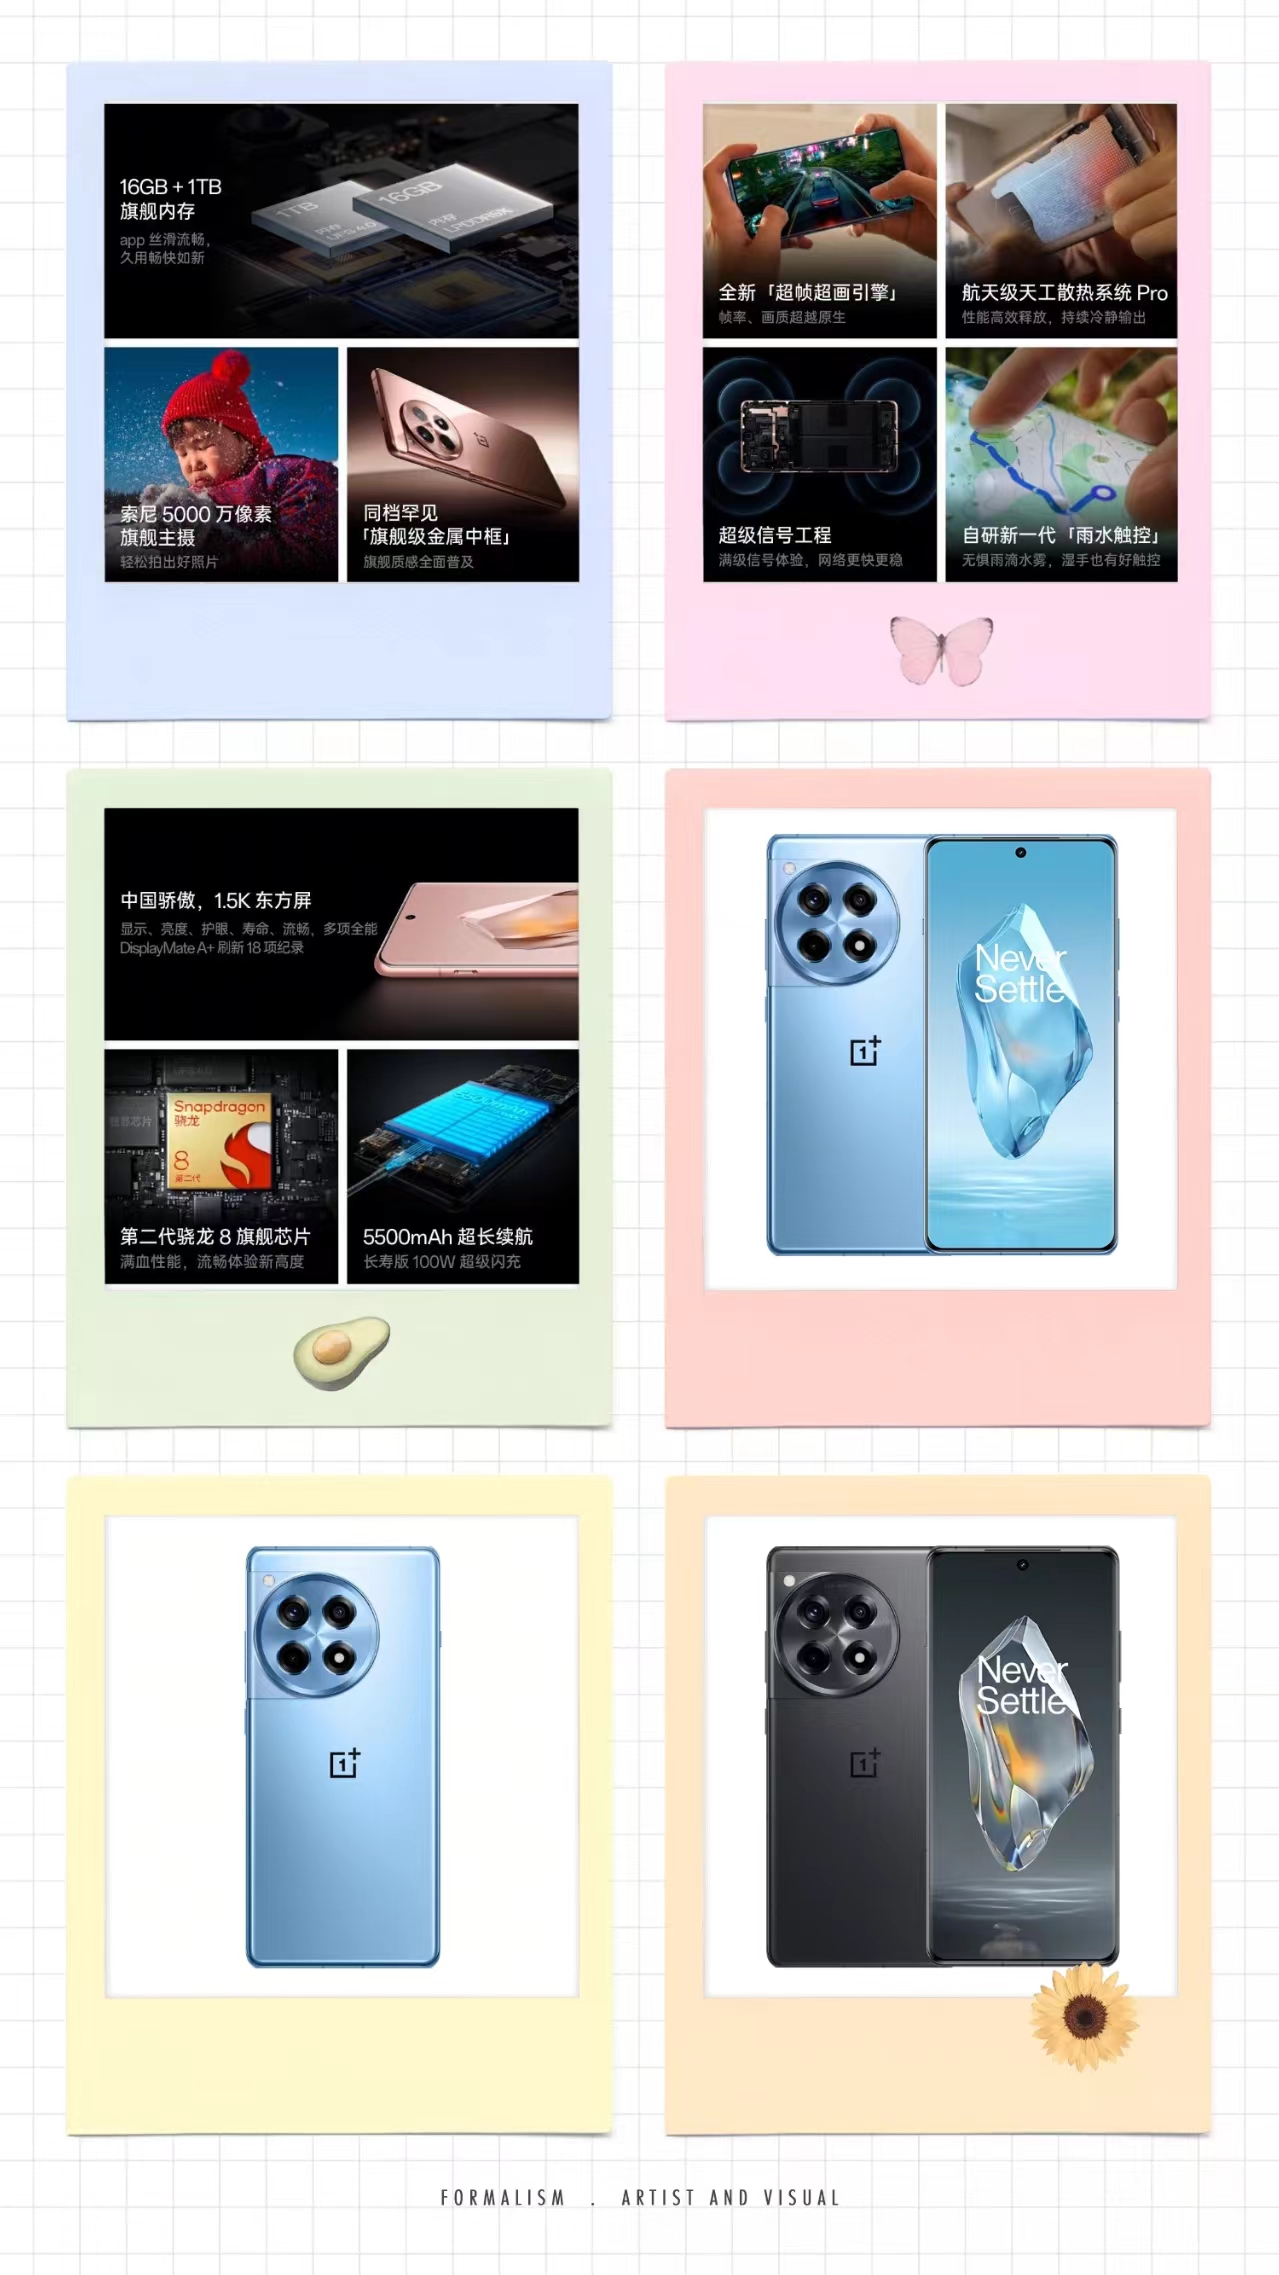 16GB + 1TB
旗舰内存
app 丝滑流畅，
久用畅快如新
1TB
16GB
内存
LPDDR5X
索尼 5000 万像素
旗舰主摄
轻松拍出好照片
同档罕见
「旗舰级金属中框」
旗舰质感全面普及
全新「超帧超画引擎」
帧率、画质超越原生
航天级天工散热系统 Pro
性能高效释放，持续冷静输出
超级信号工程
满级信号体验，网络更快更稳
自研新一代「雨水触控」
无惧雨滴水雾，湿手也有好触控
中国骄傲，1.5K 东方屏
显示、亮度、护眼、寿命、流畅，多项全能
DisplayMate A+ 刷新 18 项纪录
Snapdragon
骁龙
8
第二代
第二代骁龙 8 旗舰芯片
满血性能，流畅体验新高度
5500mAh 超长续航
长寿版 100W 超级闪充
Never
Settle
1+
1+
Never
Settle
1+
FORMALISM . ARTIST AND VISUAL